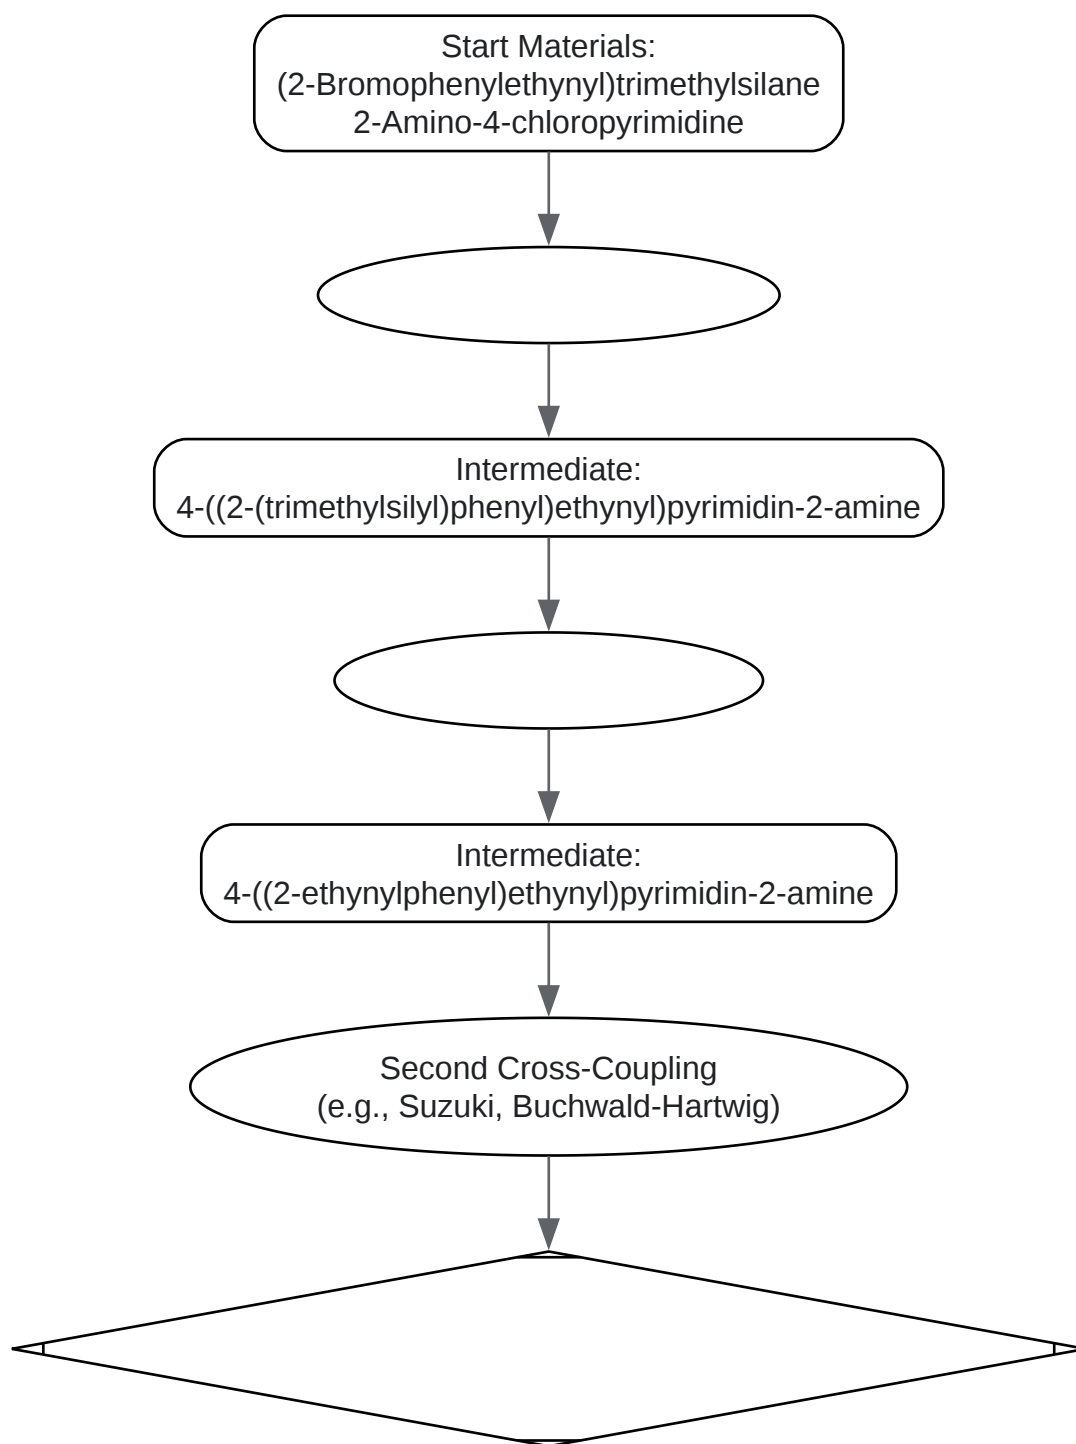 Start Materials:
(2-Bromophenylethynyl)trimethylsilane
2-Amino-4-chloropyrimidine
Intermediate:
4-((2-(trimethylsilyl)phenyl)ethynyl)pyrimidin-2-amine
Intermediate:
4-((2-ethynylphenyl)ethynyl)pyrimidin-2-amine
Second Cross-Coupling
(e.g., Suzuki, Buchwald-Hartwig)